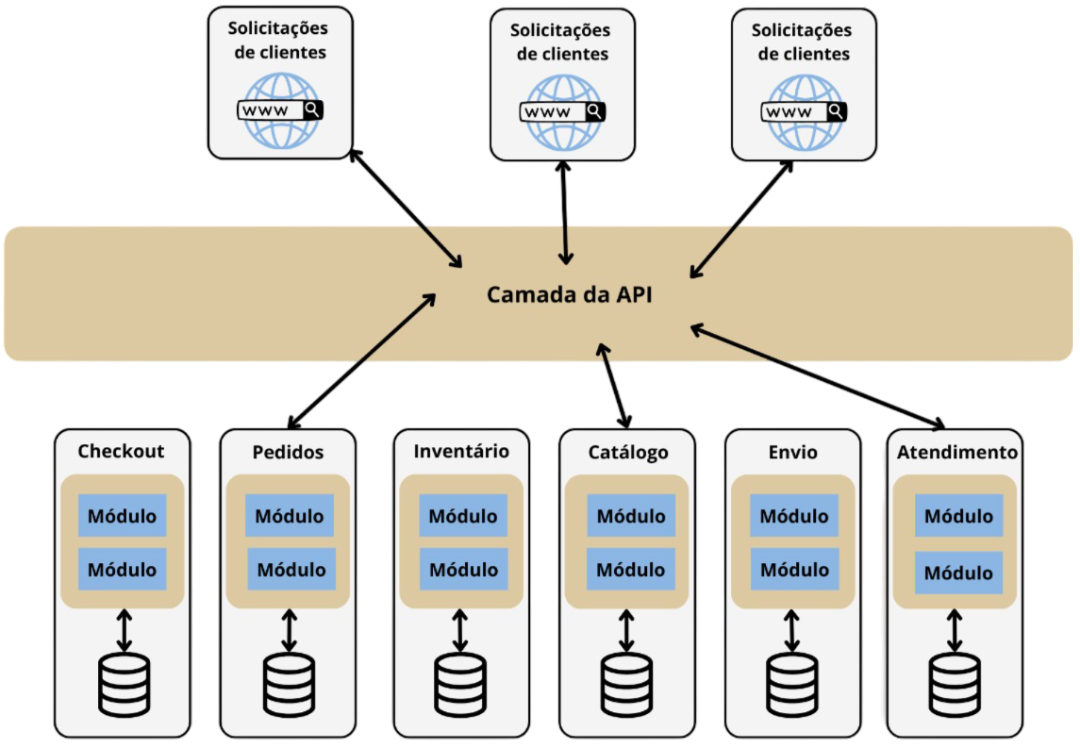 Solicitações
de clientes
www
Solicitações
de clientes
www
Solicitações
de clientes
www
Camada da API
Checkout
Módulo
Módulo
Pedidos
Módulo
Módulo
Inventário
Módulo
Módulo
Catálogo
Módulo
Módulo
Envio
Módulo
Módulo
Atendimento
Módulo
Módulo